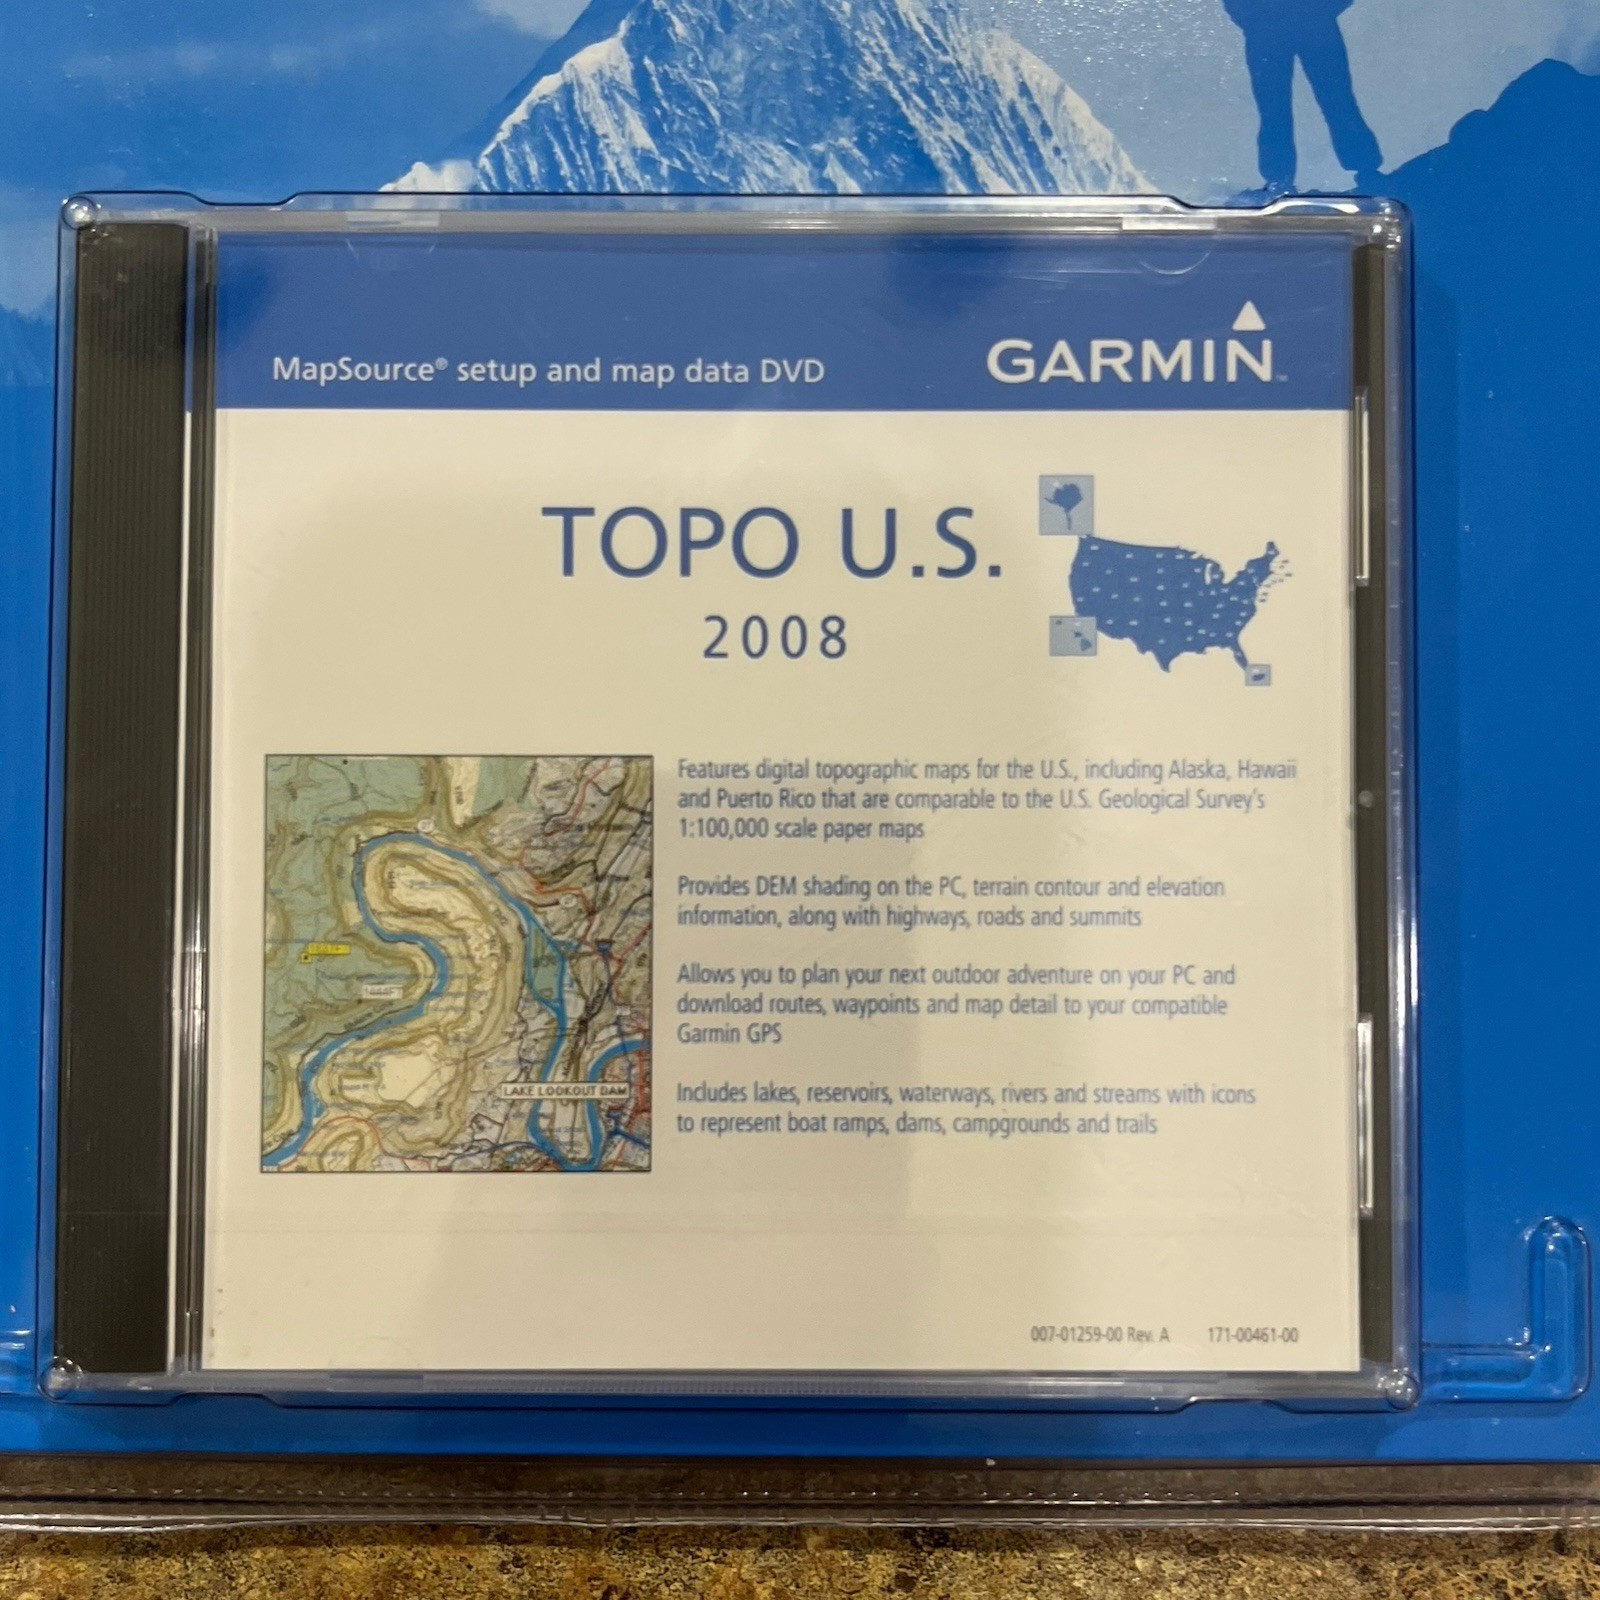 MapSource® setup and map data DVD
GARMIN™
TOPO U.S.
2008
Features digital topographic maps for the U.S., including Alaska, Hawaii
and Puerto Rico that are comparable to the U.S. Geological Survey's
1:100,000 scale paper maps
Provides DEM shading on the PC, terrain contour and elevation
information, along with highways, roads and summits
Allows you to plan your next outdoor adventure on your PC and
download routes, waypoints and map detail to your compatible
Garmin GPS
Includes lakes, reservoirs, waterways, rivers and streams with icons
to represent boat ramps, dams, campgrounds and trails
LAKE LOOKOUT DAM
007-01259-00 Rev. A 171-00461-00